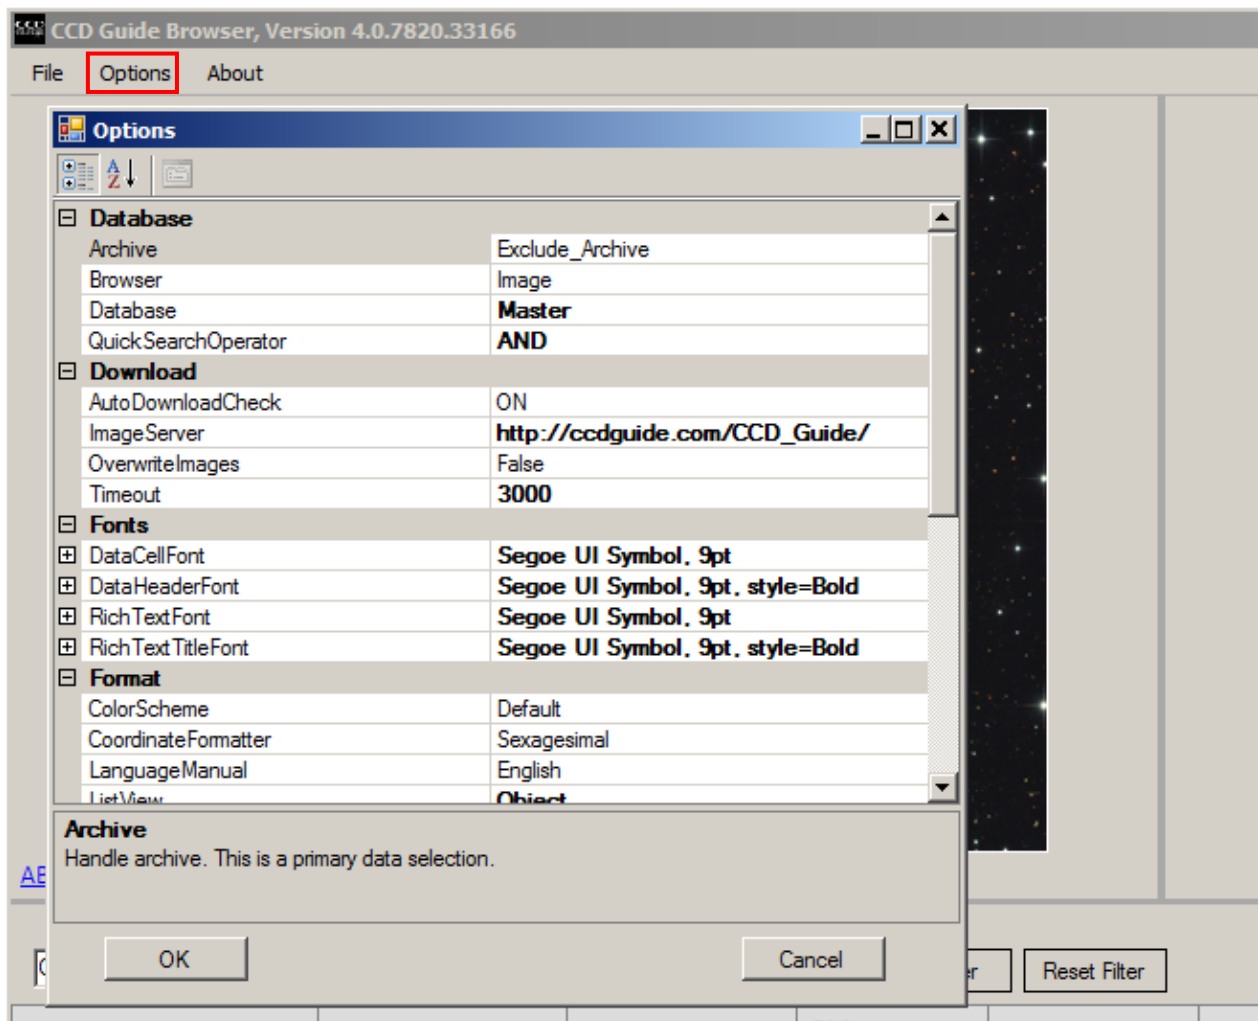 CCD Guide Browser, Version 4.0.7820.33166
File Options About
Options
Database
Archive Exclude_Archive
Browser Image
Database Master
QuickSearchOperator AND
Download
AutoDownloadCheck ON
ImageServer http://ccdguide.com/CCD_Guide/
OverwriteImages False
Timeout 3000
Fonts
DataCellFont Segoe UI Symbol, 9pt
DataHeaderFont Segoe UI Symbol, 9pt, style=Bold
RichTextFont Segoe UI Symbol, 9pt
RichTextTitleFont Segoe UI Symbol, 9pt, style=Bold
Format
ColorScheme Default
CoordinateFormatter Sexagesimal
LanguageManual English
ListView Object
Archive
Handle archive. This is a primary data selection.
AE
OK Cancel
Reset Filter